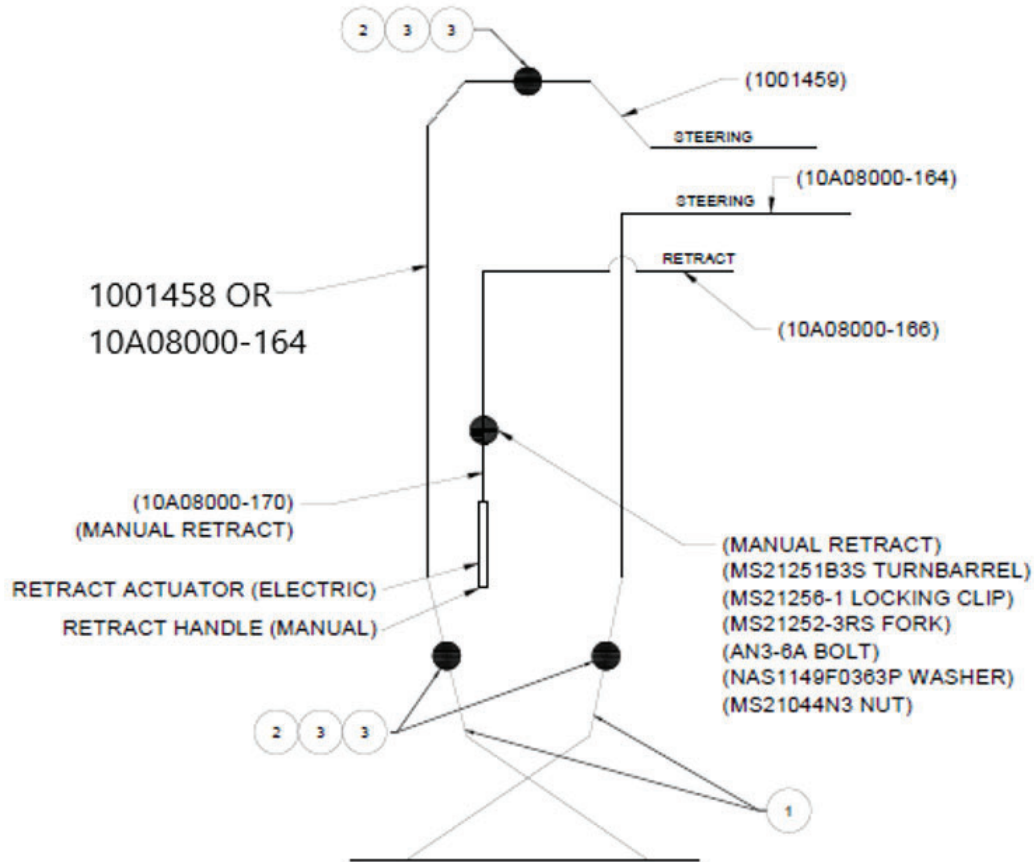 2 3 3
(1001459)
STEERING
(10A08000-164)
STEERING
RETRACT
1001458 OR
10A08000-164
(10A08000-166)
(10A08000-170)
(MANUAL RETRACT)
RETRACT ACTUATOR (ELECTRIC)
RETRACT HANDLE (MANUAL)
(MANUAL RETRACT)
(MS21251B3S TURNBARREL)
(MS21256-1 LOCKING CLIP)
(MS21252-3RS FORK)
(AN3-6A BOLT)
(NAS1149F0363P WASHER)
(MS21044N3 NUT)
2 3 3
1